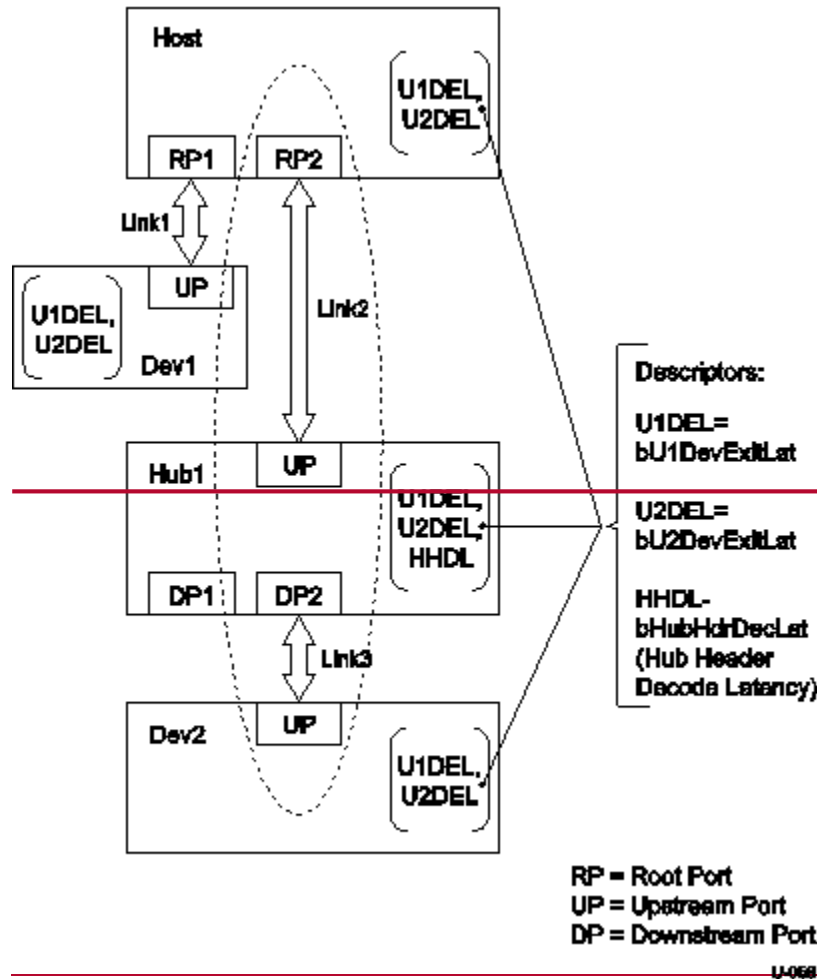 Host
U1DEL,
U2DEL
RP1
RP2
Link1
UP
U1DEL,
U2DEL
Dev1
Link2
Descriptors:
U1DEL=
bU1DevExitLat
U2DEL=
bU2DevExitLat
HHDL-
bHubHdrDecLat
(Hub Header
Decode Latency)
Hub1
UP
U1DEL,
U2DEL,
HHDL
DP1
DP2
Link3
Dev2
UP
U1DEL,
U2DEL
RP = Root Port
UP = Upstream Port
DP = Downstream Port